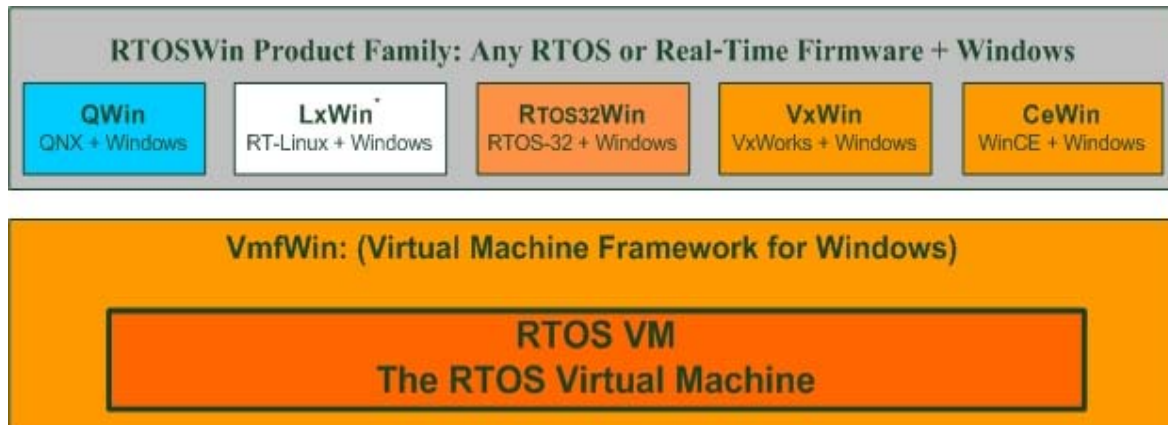 RTOSWin Product Family: Any RTOS or Real-Time Firmware + Windows
QWin
QNX + Windows
LxWin*
RT-Linux + Windows
RTOS32Win
RTOS-32 + Windows
VxWin
VxWorks + Windows
CeWin
WinCE + Windows
VmfWin: (Virtual Machine Framework for Windows)
RTOS VM
The RTOS Virtual Machine